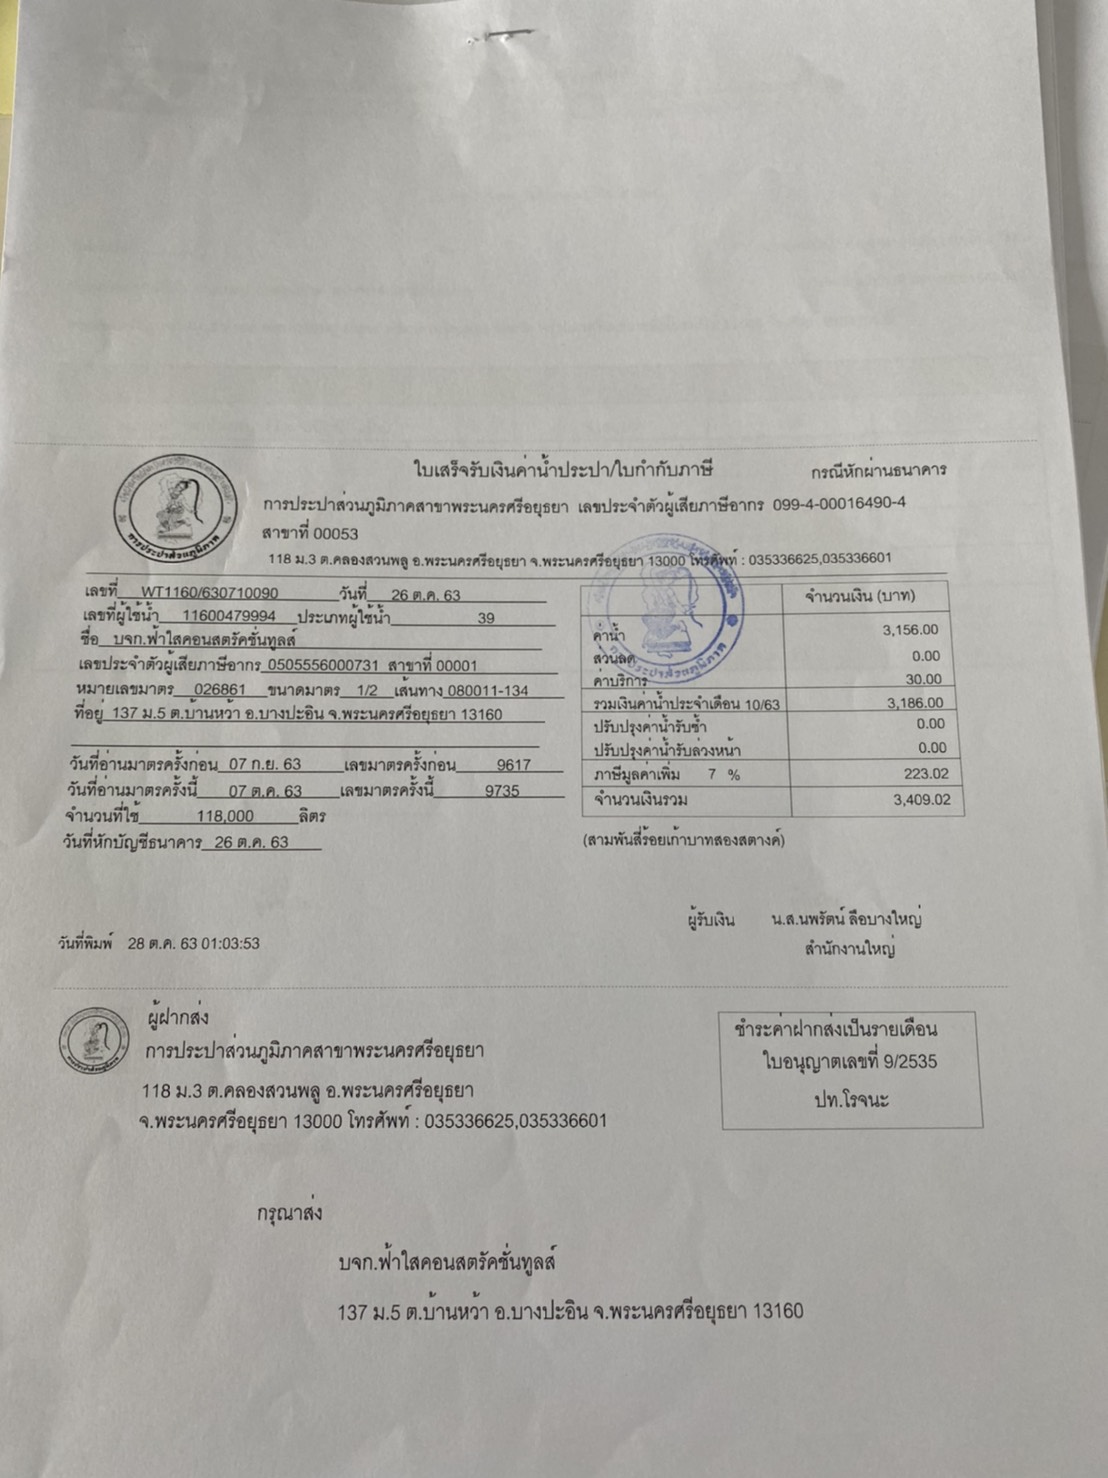 ใบเสร็จรับเงินค่าน้ำประปา/ใบกำกับภาษี กรณีหักผ่านธนาคาร
การประปาส่วนภูมิภาคสาขาพระนครศรีอยุธยา เลขประจำตัวผู้เสียภาษีอากร 099-4-00016490-4
สาขาที่ 00053
118 ม.3 ต.คลองสวนพลู อ.พระนครศรีอยุธยา จ.พระนครศรีอยุธยา 13000 โทรศัพท์ : 035336625,035336601
การประปาส่วนภูมิภาค
เลขที่ WT1160/630710090 วันที่ 26 ต.ค. 63
เลขที่ผู้ใช้น้ำ 11600479994 ประเภทผู้ใช้น้ำ 39
ชื่อ บจก.ฟ้าใสคอนสตรัคชั่นทูลส์
เลขประจำตัวผู้เสียภาษีอากร 0505556000731 สาขาที่ 00001
หมายเลขมาตร 026861 ขนาดมาตร 1/2 เส้นทาง 080011-134
ที่อยู่ 137 ม.5 ต.บ้านหว้า อ.บางปะอิน จ.พระนครศรีอยุธยา 13160
วันที่อ่านมาตรครั้งก่อน 07 ก.ย. 63 เลขมาตรครั้งก่อน 9617
วันที่อ่านมาตรครั้งนี้ 07 ต.ค. 63 เลขมาตรครั้งนี้ 9735
จำนวนที่ใช้ 118,000 ลิตร
วันที่หักบัญชีธนาคาร 26 ต.ค. 63
จำนวนเงิน (บาท)
ค่าน้ำ 3,156.00
ส่วนลด 0.00
ค่าบริการ 30.00
รวมเงินค่าน้ำประจำเดือน 10/63 3,186.00
ปรับปรุงค่าน้ำรับซ้ำ 0.00
ปรับปรุงค่าน้ำรับล่วงหน้า 0.00
ภาษีมูลค่าเพิ่ม 7 % 223.02
จำนวนเงินรวม 3,409.02
(สามพันสี่ร้อยเก้าบาทสองสตางค์)
ผู้รับเงิน น.ส.นพรัตน์ ลือบางใหญ่
สำนักงานใหญ่
วันที่พิมพ์ 28 ต.ค. 63 01:03:53
ผู้ฝากส่ง
การประปาส่วนภูมิภาคสาขาพระนครศรีอยุธยา
118 ม.3 ต.คลองสวนพลู อ.พระนครศรีอยุธยา
จ.พระนครศรีอยุธยา 13000 โทรศัพท์ : 035336625,035336601
ชำระค่าฝากส่งเป็นรายเดือน
ใบอนุญาตเลขที่ 9/2535
ปท.โรจนะ
กรุณาส่ง
บจก.ฟ้าใสคอนสตรัคชั่นทูลส์
137 ม.5 ต.บ้านหว้า อ.บางปะอิน จ.พระนครศรีอยุธยา 13160